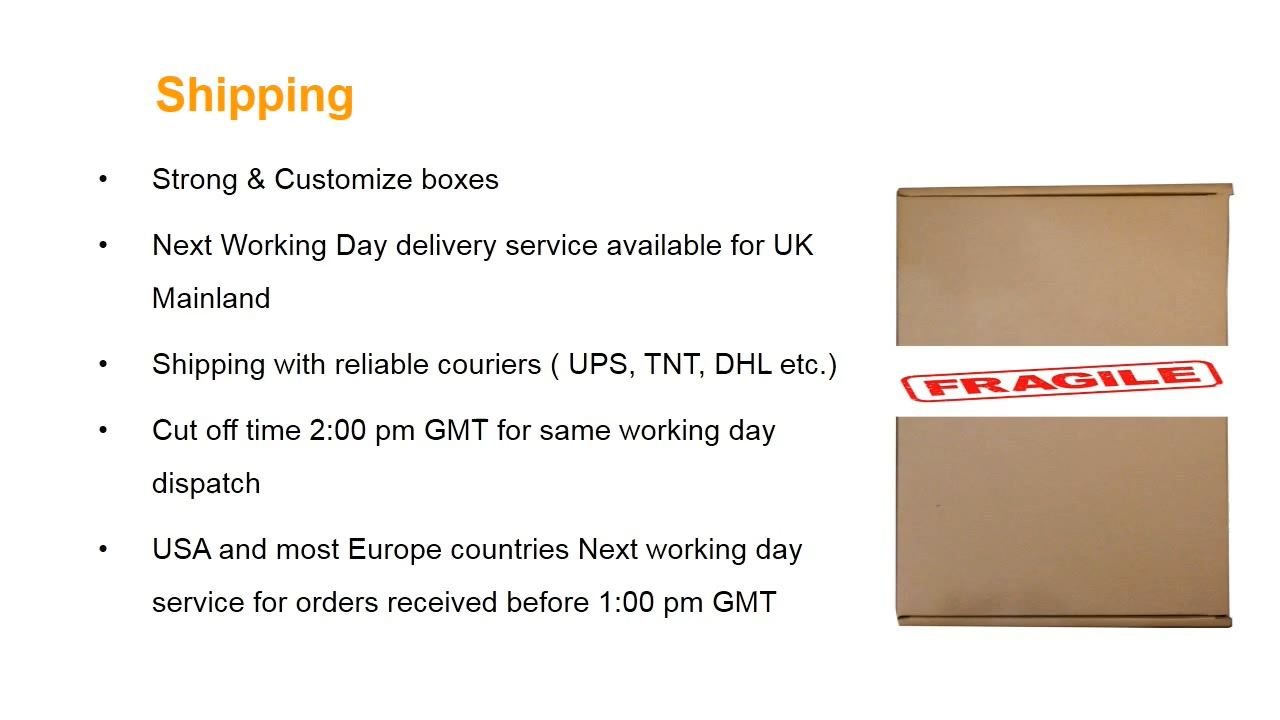 Shipping
• Strong & Customize boxes
• Next Working Day delivery service available for UK
Mainland
• Shipping with reliable couriers ( UPS, TNT, DHL etc.)
• Cut off time 2:00 pm GMT for same working day
dispatch
• USA and most Europe countries Next working day
service for orders received before 1:00 pm GMT
FRAGILE